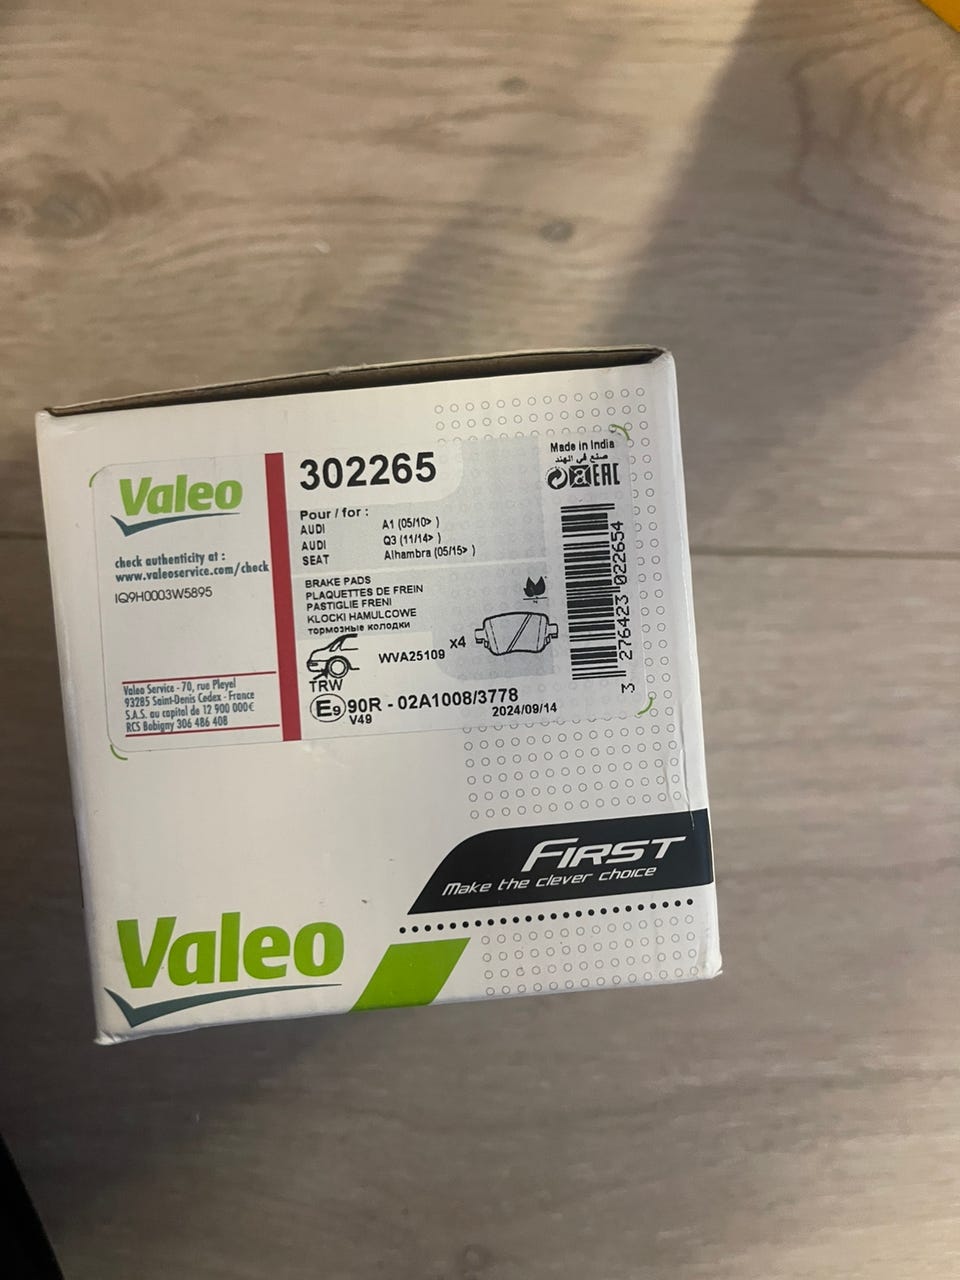 302265
Made in India
صنع في الهند
EAC
Valeo
Pour / for :
AUDI A1 (05/10> )
AUDI Q3 (11/14> )
SEAT Alhambra (05/15> )
check authenticity at :
www.valeoservice.com/check
IQ9H0003W5895
BRAKE PADS
PLAQUETTES DE FREIN
PASTIGLIE FRENI
KLOCKI HAMULCOWE
тормозные колодки
WVA25109 x4
TRW
E9 90R - 02A1008/3778
V49 2024/09/14
3 276423 022654
Valeo Service - 70, rue Pleyel
93285 Saint-Denis Cedex - France
S.A.S. au capital de 12 900 000€
RCS Bobigny 306 486 408
FIRST
Make the clever choice
Valeo